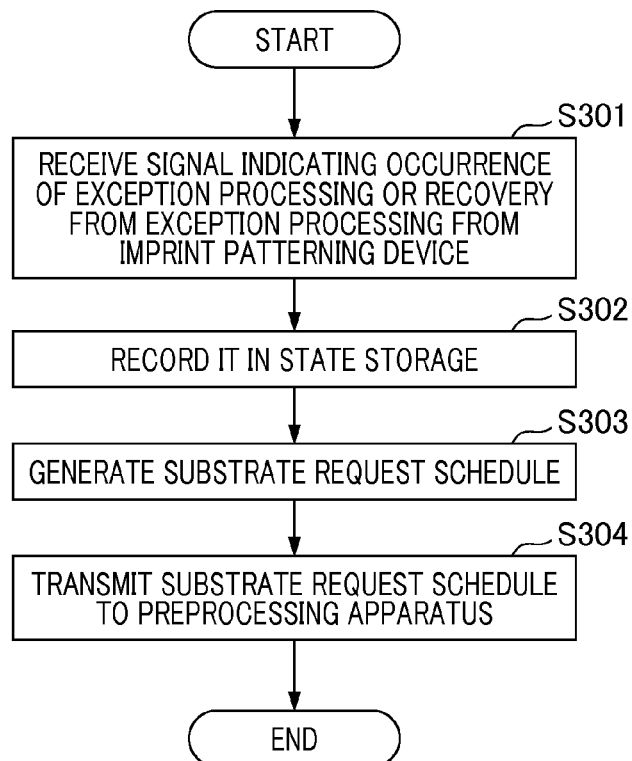 START
S301
RECEIVE SIGNAL INDICATING OCCURRENCE
OF EXCEPTION PROCESSING OR RECOVERY
FROM EXCEPTION PROCESSING FROM
IMPRINT PATTERNING DEVICE
S302
RECORD IT IN STATE STORAGE
S303
GENERATE SUBSTRATE REQUEST SCHEDULE
S304
TRANSMIT SUBSTRATE REQUEST SCHEDULE
TO PREPROCESSING APPARATUS
END